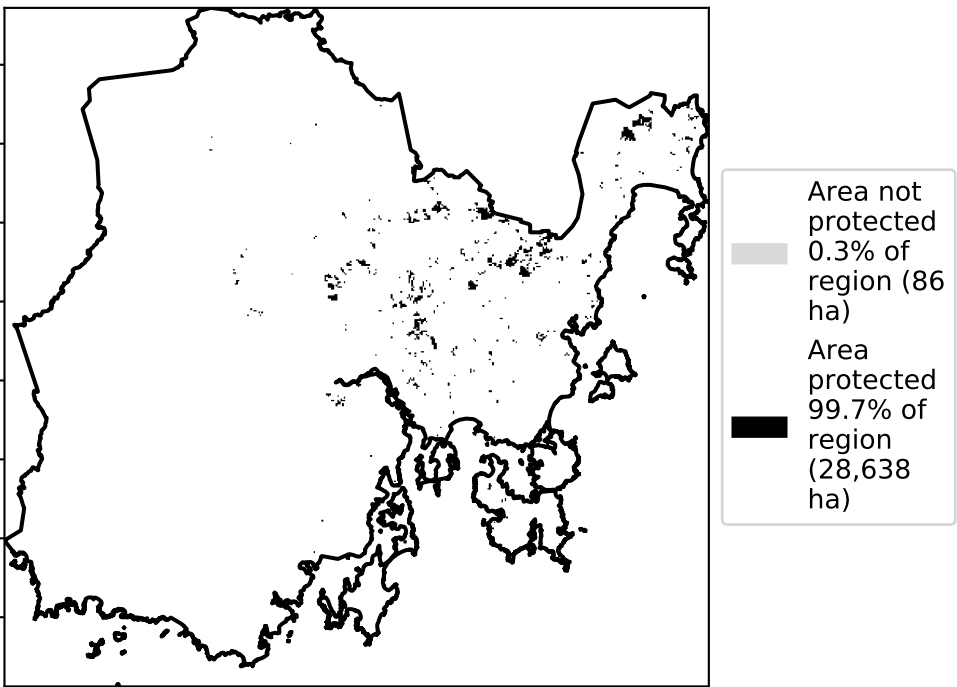 Area not
protected
0.3% of
region (86
ha)
Area
protected
99.7% of
region
(28,638
ha)